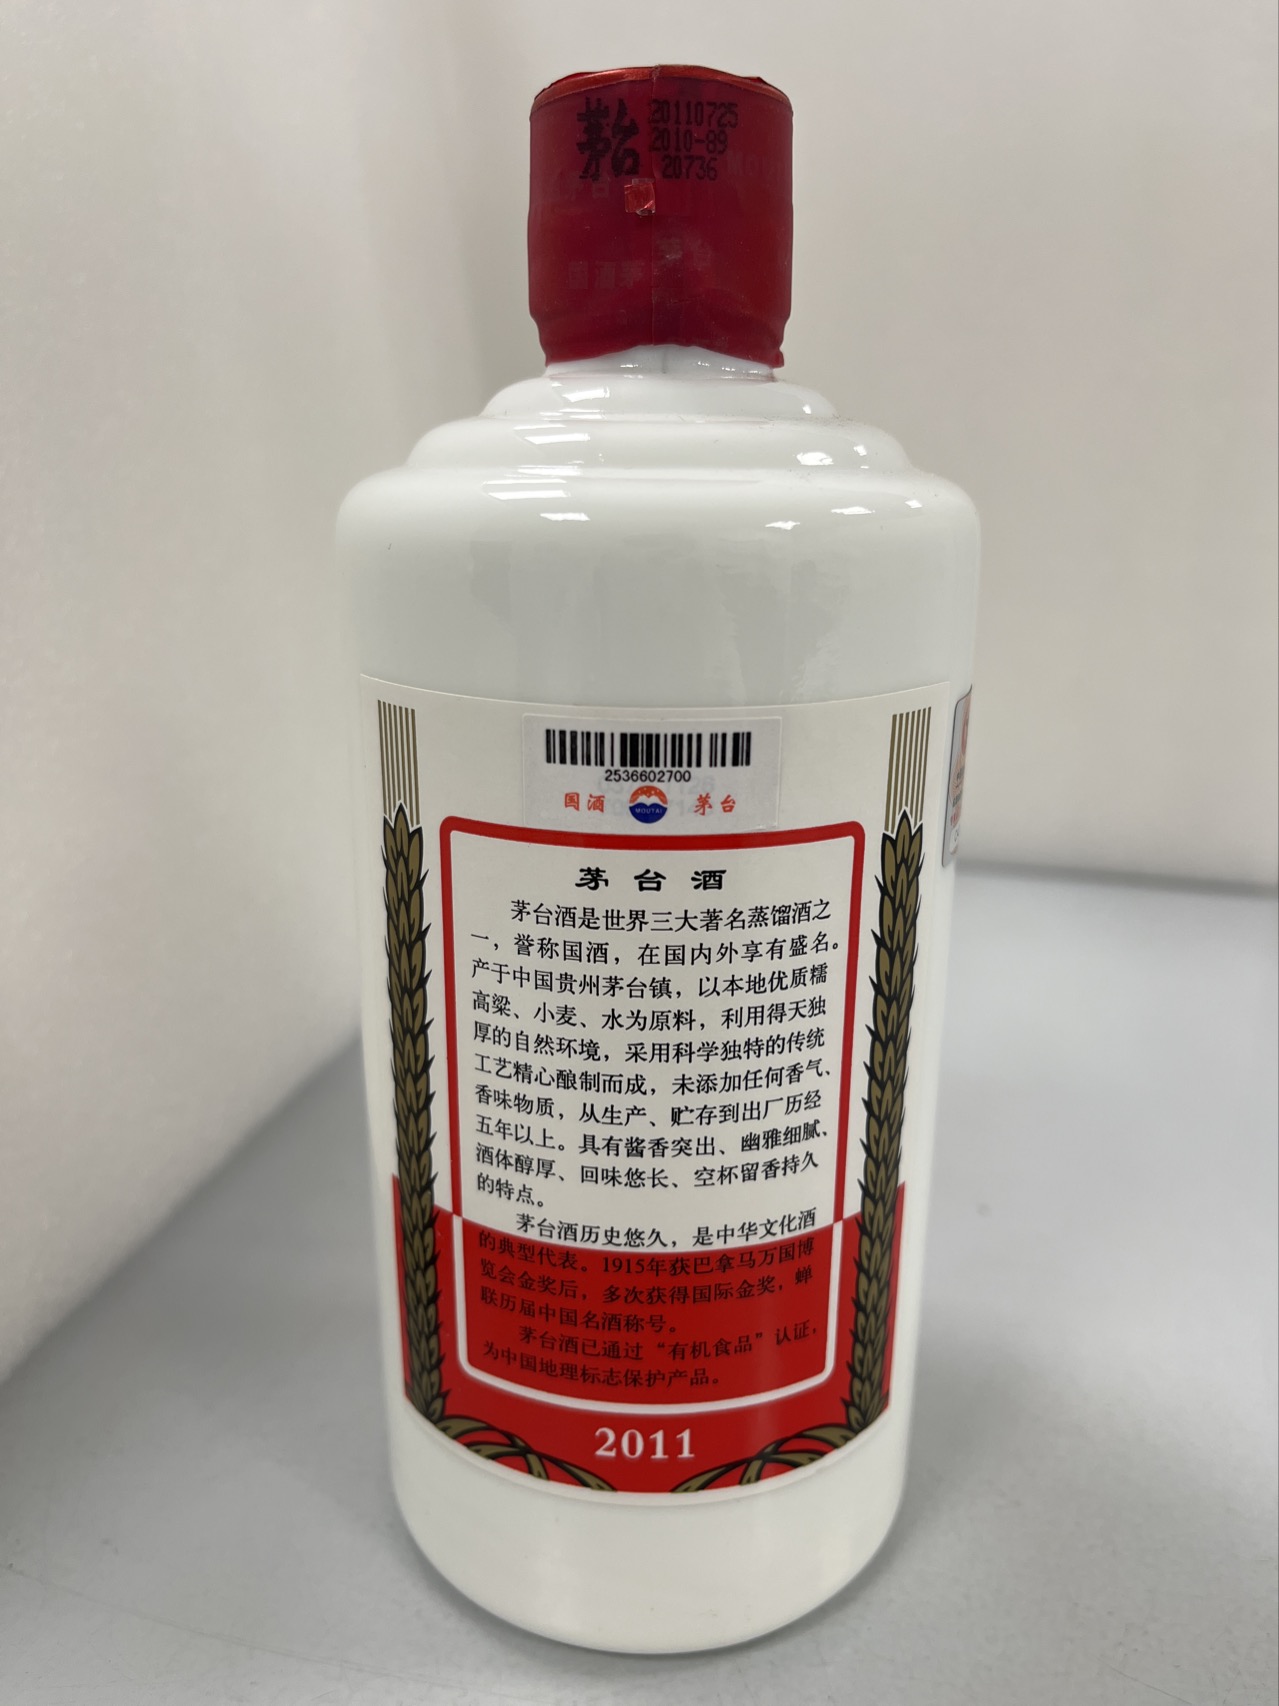 茅台
20110725
2010-89
20736
2536602700
国酒 MOUTAI 茅台
茅台酒
茅台酒是世界三大著名蒸馏酒之
一，誉称国酒，在国内外享有盛名。
产于中国贵州茅台镇，以本地优质糯
高粱、小麦、水为原料，利用得天独
厚的自然环境，采用科学独特的传统
工艺精心酿制而成，未添加任何香气、
香味物质，从生产、贮存到出厂历经
五年以上。具有酱香突出、幽雅细腻、
酒体醇厚、回味悠长、空杯留香持久
的特点。
茅台酒历史悠久，是中华文化酒
的典型代表。1915年获巴拿马万国博
览会金奖后，多次获得国际金奖，蝉
联历届中国名酒称号。
茅台酒已通过“有机食品”认证，
为中国地理标志保护产品。
2011